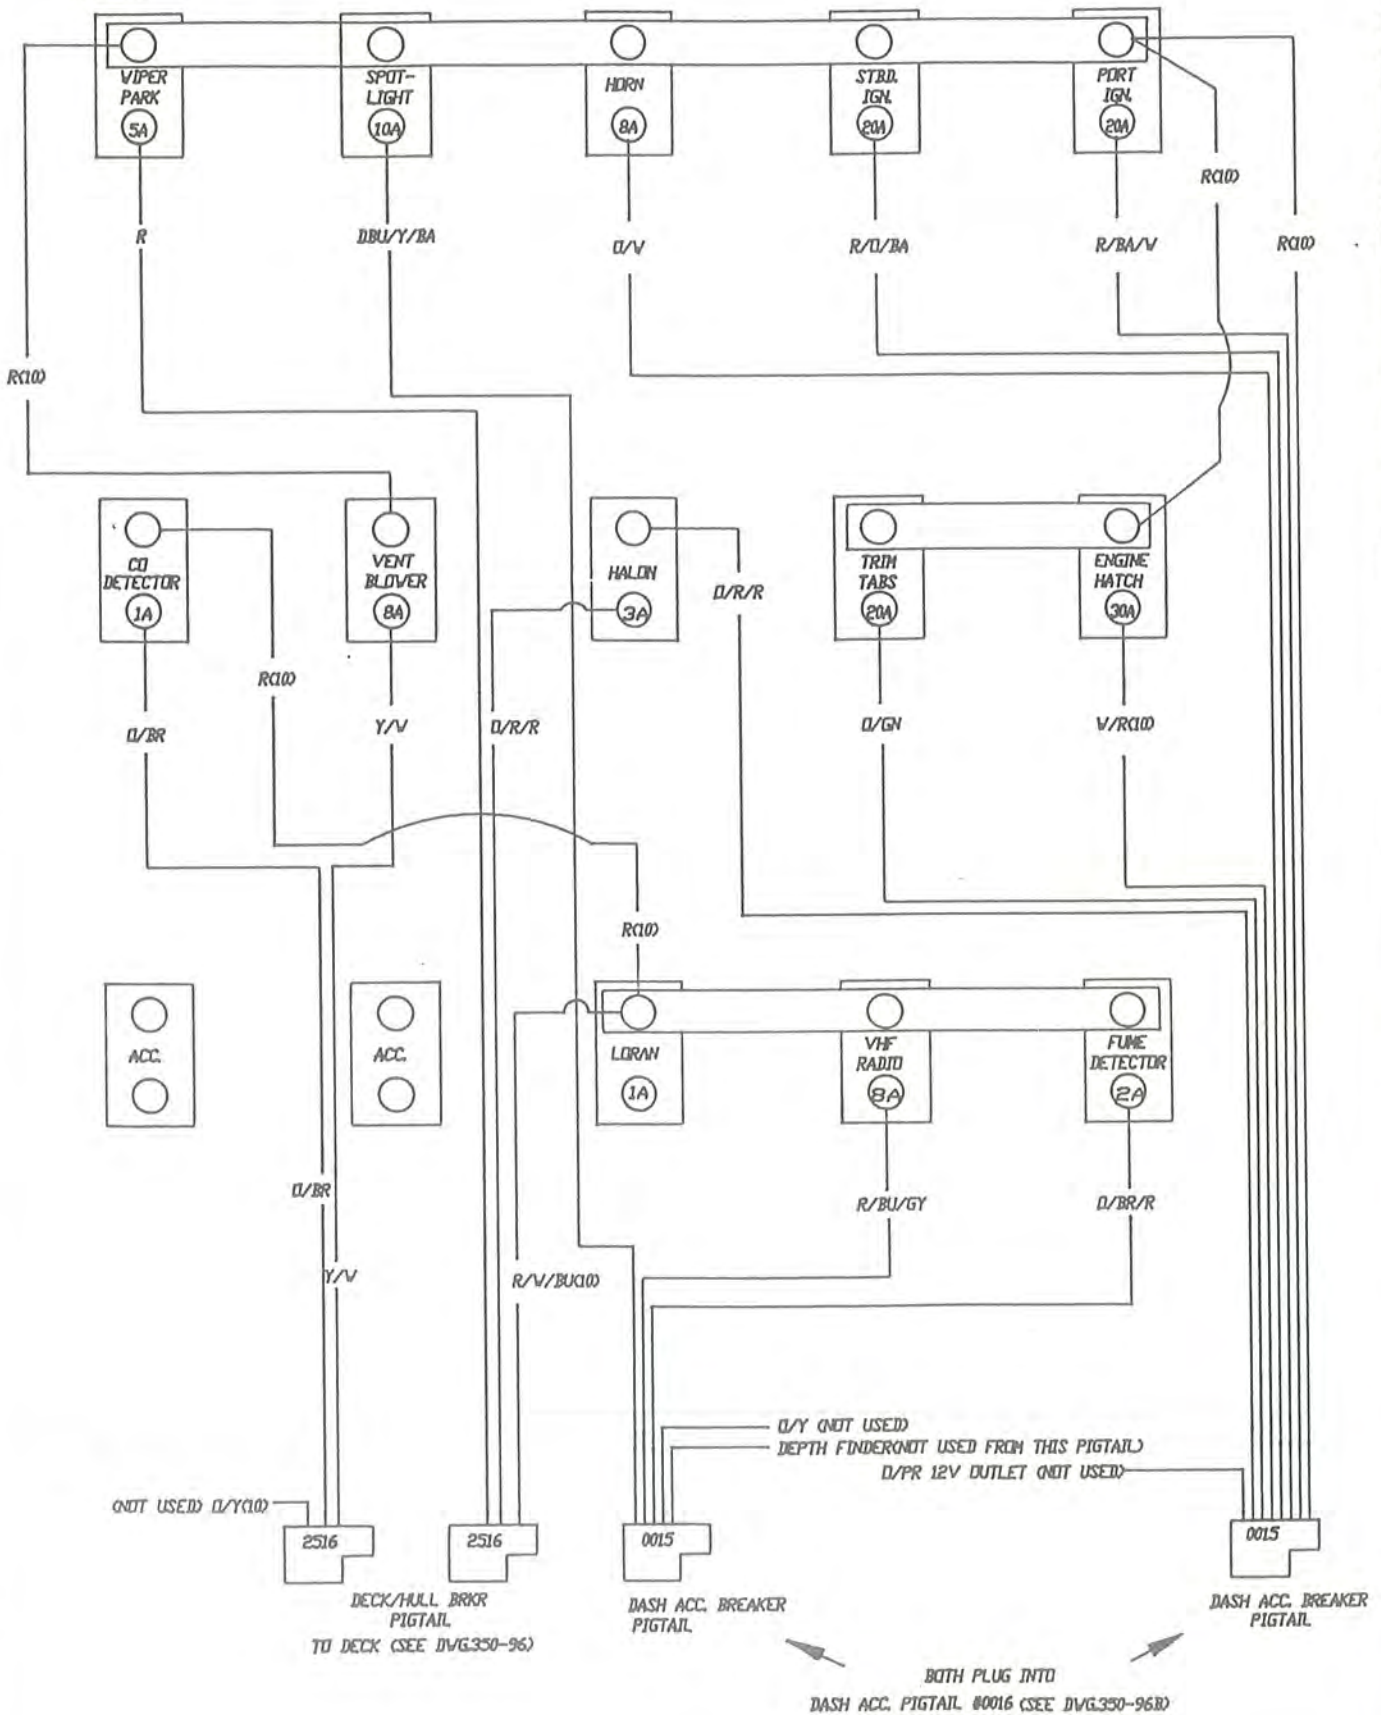 WIPER
PARK
5A
SPOT-
LIGHT
10A
HORN
8A
STBD.
IGN.
20A
PORT
IGN.
20A
R(10)
R
DBU/Y/BA
O/W
R/O/BA
R/BA/W
R(10)
R(10)
CO
DETECTOR
1A
VENT
BLOWER
8A
HALON
3A
O/R/R
TRIM
TABS
20A
ENGINE
HATCH
30A
R(10)
O/BR
Y/W
O/R/R
O/GN
W/R(10)
R(10)
ACC.
ACC.
LORAN
1A
VHF
RADIO
8A
FUME
DETECTOR
2A
O/BR
R/BU/GY
O/BR/R
Y/W
R/W/BU(10)
O/Y (NOT USED)
DEPTH FINDER(NOT USED FROM THIS PIGTAIL)
O/PR 12V OUTLET (NOT USED)
(NOT USED) O/Y(10)
2516
2516
0015
0015
DECK/HULL BRKR
PIGTAIL
TO DECK (SEE DWG.350-96)
DASH ACC. BREAKER
PIGTAIL
DASH ACC. BREAKER
PIGTAIL
BOTH PLUG INTO
DASH ACC. PIGTAIL #0016 (SEE DWG.350-96B)